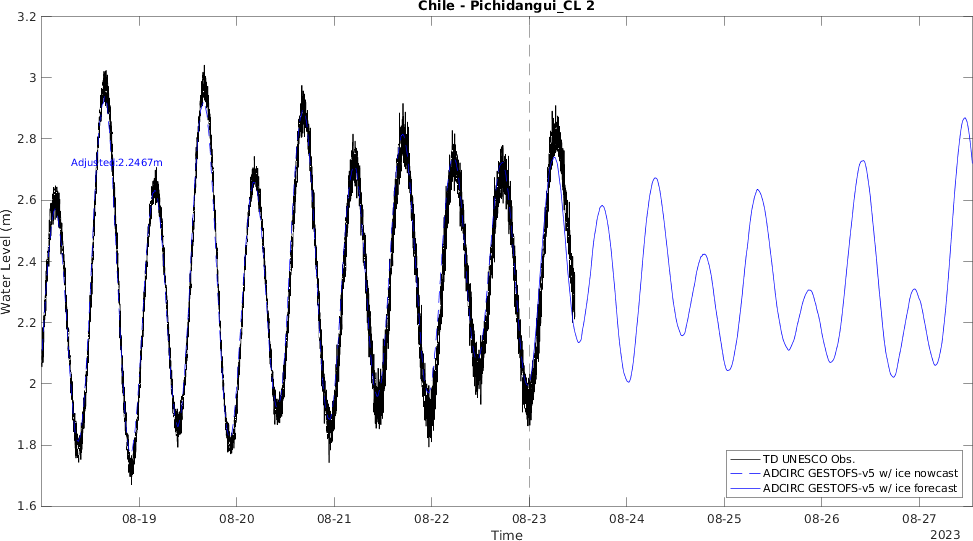 Chile - Pichidangui_CL 2
3.2
3
2.8
2.6
2.4
2.2
2
1.8
1.6
Water Level (m)
Adjusted:2.2467m
TD UNESCO Obs.
ADCIRC GESTOFS-v5 w/ ice nowcast
ADCIRC GESTOFS-v5 w/ ice forecast
08-19 08-20 08-21 08-22 08-23 08-24 08-25 08-26 08-27
Time
2023